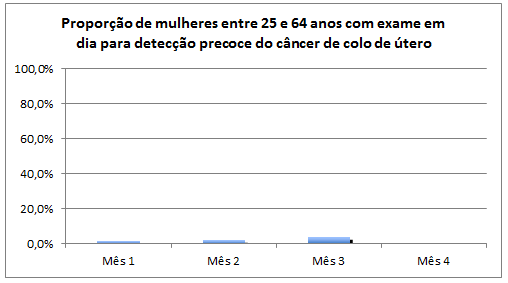 Proporção de mulheres entre 25 e 64 anos com exame em
dia para detecção precoce do câncer de colo de útero
100,0%
80,0%
60,0%
40,0%
20,0%
0,0%
Mês 1 Mês 2 Mês 3 Mês 4